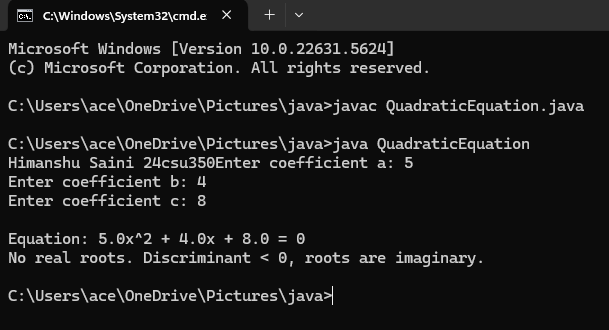 C:\Windows\System32\cmd.e
Microsoft Windows [Version 10.0.22631.5624]
(c) Microsoft Corporation. All rights reserved.
C:\Users\ace\OneDrive\Pictures\java>javac QuadraticEquation.java
C:\Users\ace\OneDrive\Pictures\java>java QuadraticEquation
Himanshu Saini 24csu350Enter coefficient a: 5
Enter coefficient b: 4
Enter coefficient c: 8
Equation: 5.0x^2 + 4.0x + 8.0 = 0
No real roots. Discriminant < 0, roots are imaginary.
C:\Users\ace\OneDrive\Pictures\java>